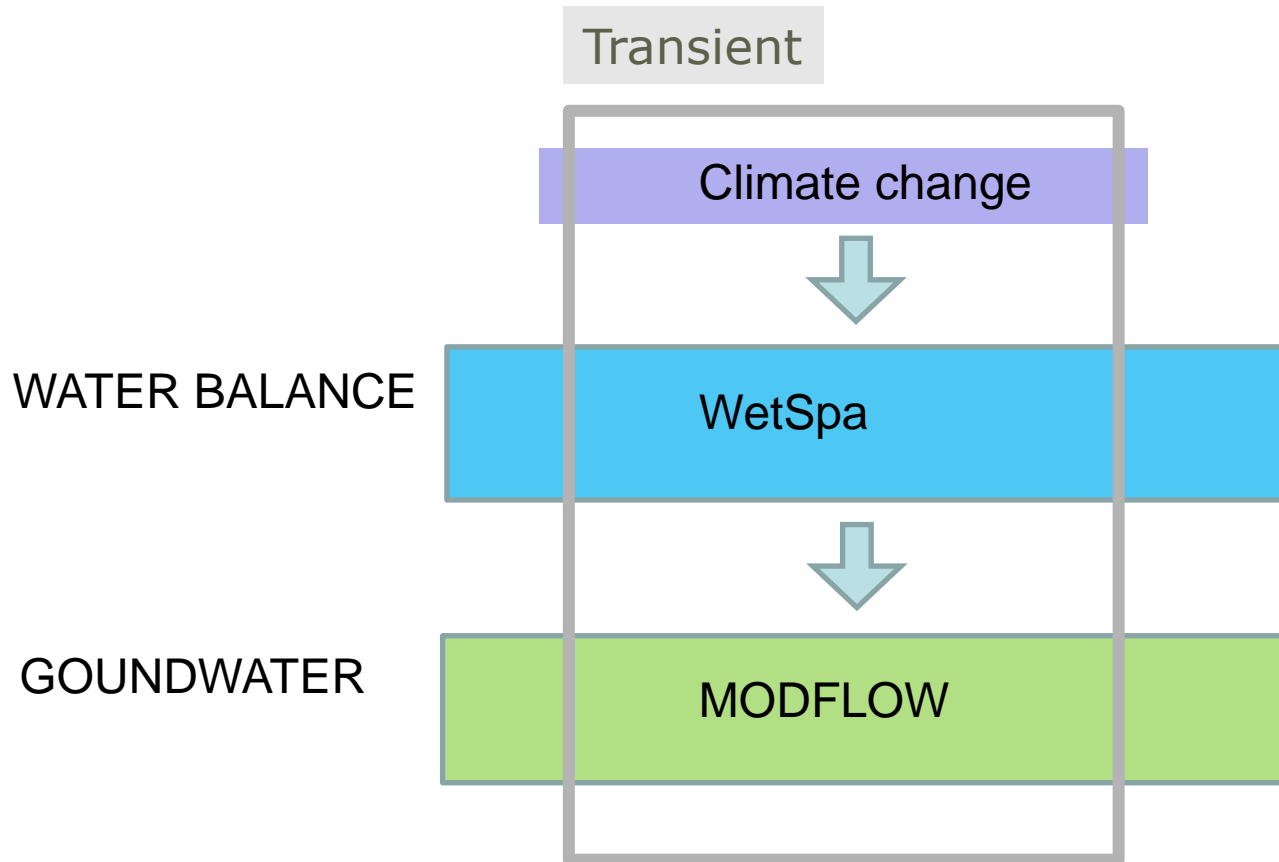 Transient
Climate change
WATER BALANCE
WetSpa
GOUNDWATER
MODFLOW